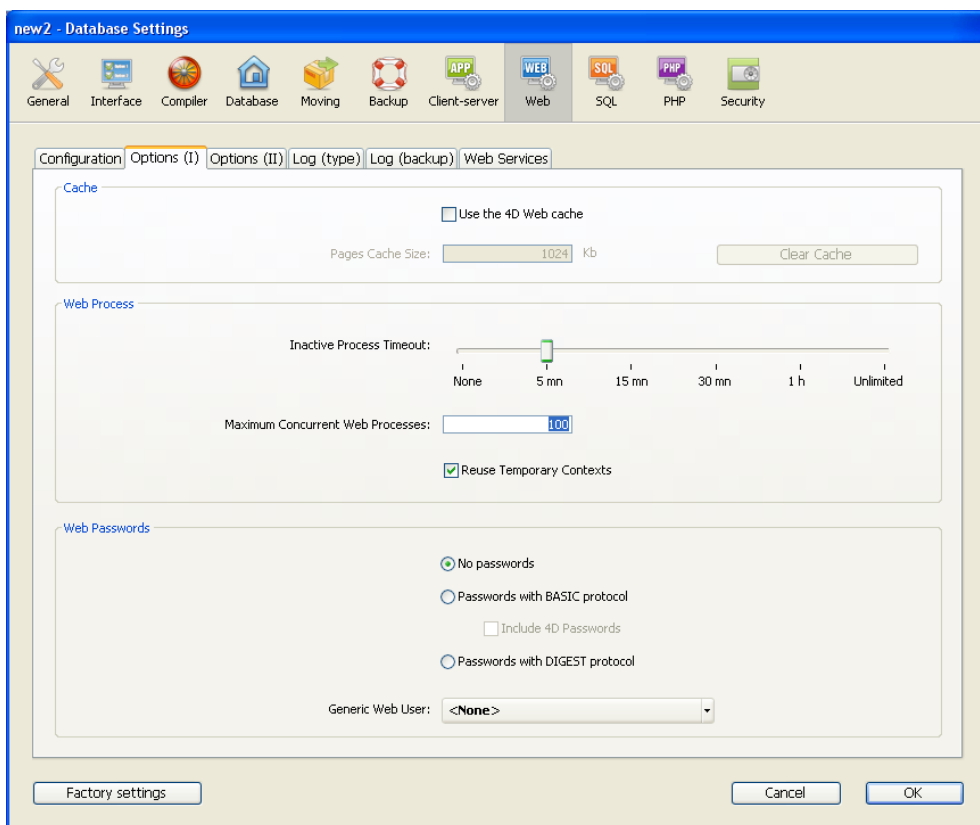 new2 - Database Settings
APP WEB SQL PHP
General Interface Compiler Database Moving Backup Client-server Web SQL PHP Security
Configuration Options (I) Options (II) Log (type) Log (backup) Web Services
Cache
Use the 4D Web cache
Pages Cache Size: 1024 Kb Clear Cache
Web Process
Inactive Process Timeout:
None 5 mn 15 mn 30 mn 1 h Unlimited
Maximum Concurrent Web Processes: 100
Reuse Temporary Contexts
Web Passwords
No passwords
Passwords with BASIC protocol
Include 4D Passwords
Passwords with DIGEST protocol
Generic Web User: <None>
Factory settings Cancel OK